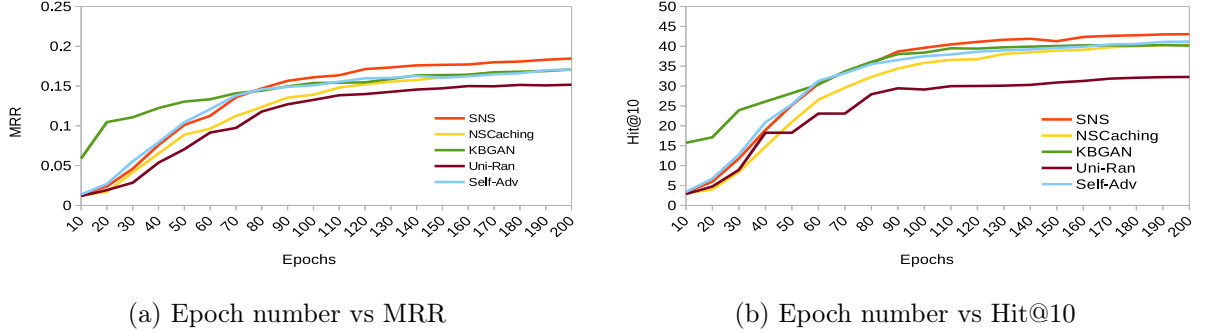 0.25
0.2
0.15
0.1
0.05
0
MRR
SNS
NSCaching
KBGAN
Uni-Ran
Self-Adv
10 20 30 40 50 60 70 80 90 100 110 120 130 140 150 160 170 180 190 200
Epochs
(a) Epoch number vs MRR
50
45
40
35
30
25
20
15
10
5
0
Hit@10
SNS
NSCaching
KBGAN
Uni-Ran
Self-Adv
10 20 30 40 50 60 70 80 90 100 110 120 130 140 150 160 170 180 190 200
Epochs
(b) Epoch number vs Hit@10